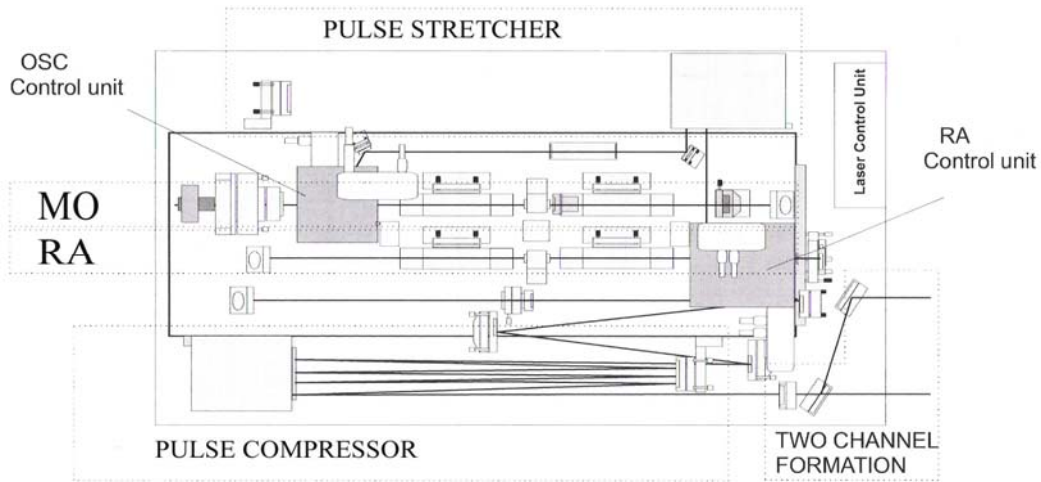 PULSE STRETCHER
OSC
Control unit
Laser Control Unit
RA
Control unit
MO
RA
PULSE COMPRESSOR
TWO CHANNEL
FORMATION